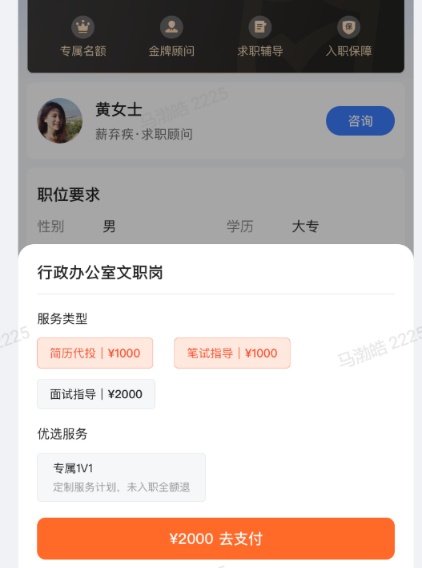 专属名额 金牌顾问 求职辅导 入职保障
保
黄女士
薪弃疾·求职顾问
咨询
职位要求
性别 男 学历 大专
行政办公室文职岗
服务类型
简历代投｜¥1000 笔试指导｜¥1000
面试指导｜¥2000
优选服务
专属1V1
定制服务计划，未入职全额退
¥2000 去支付
马渤皓 2225
2225
马渤皓 2225